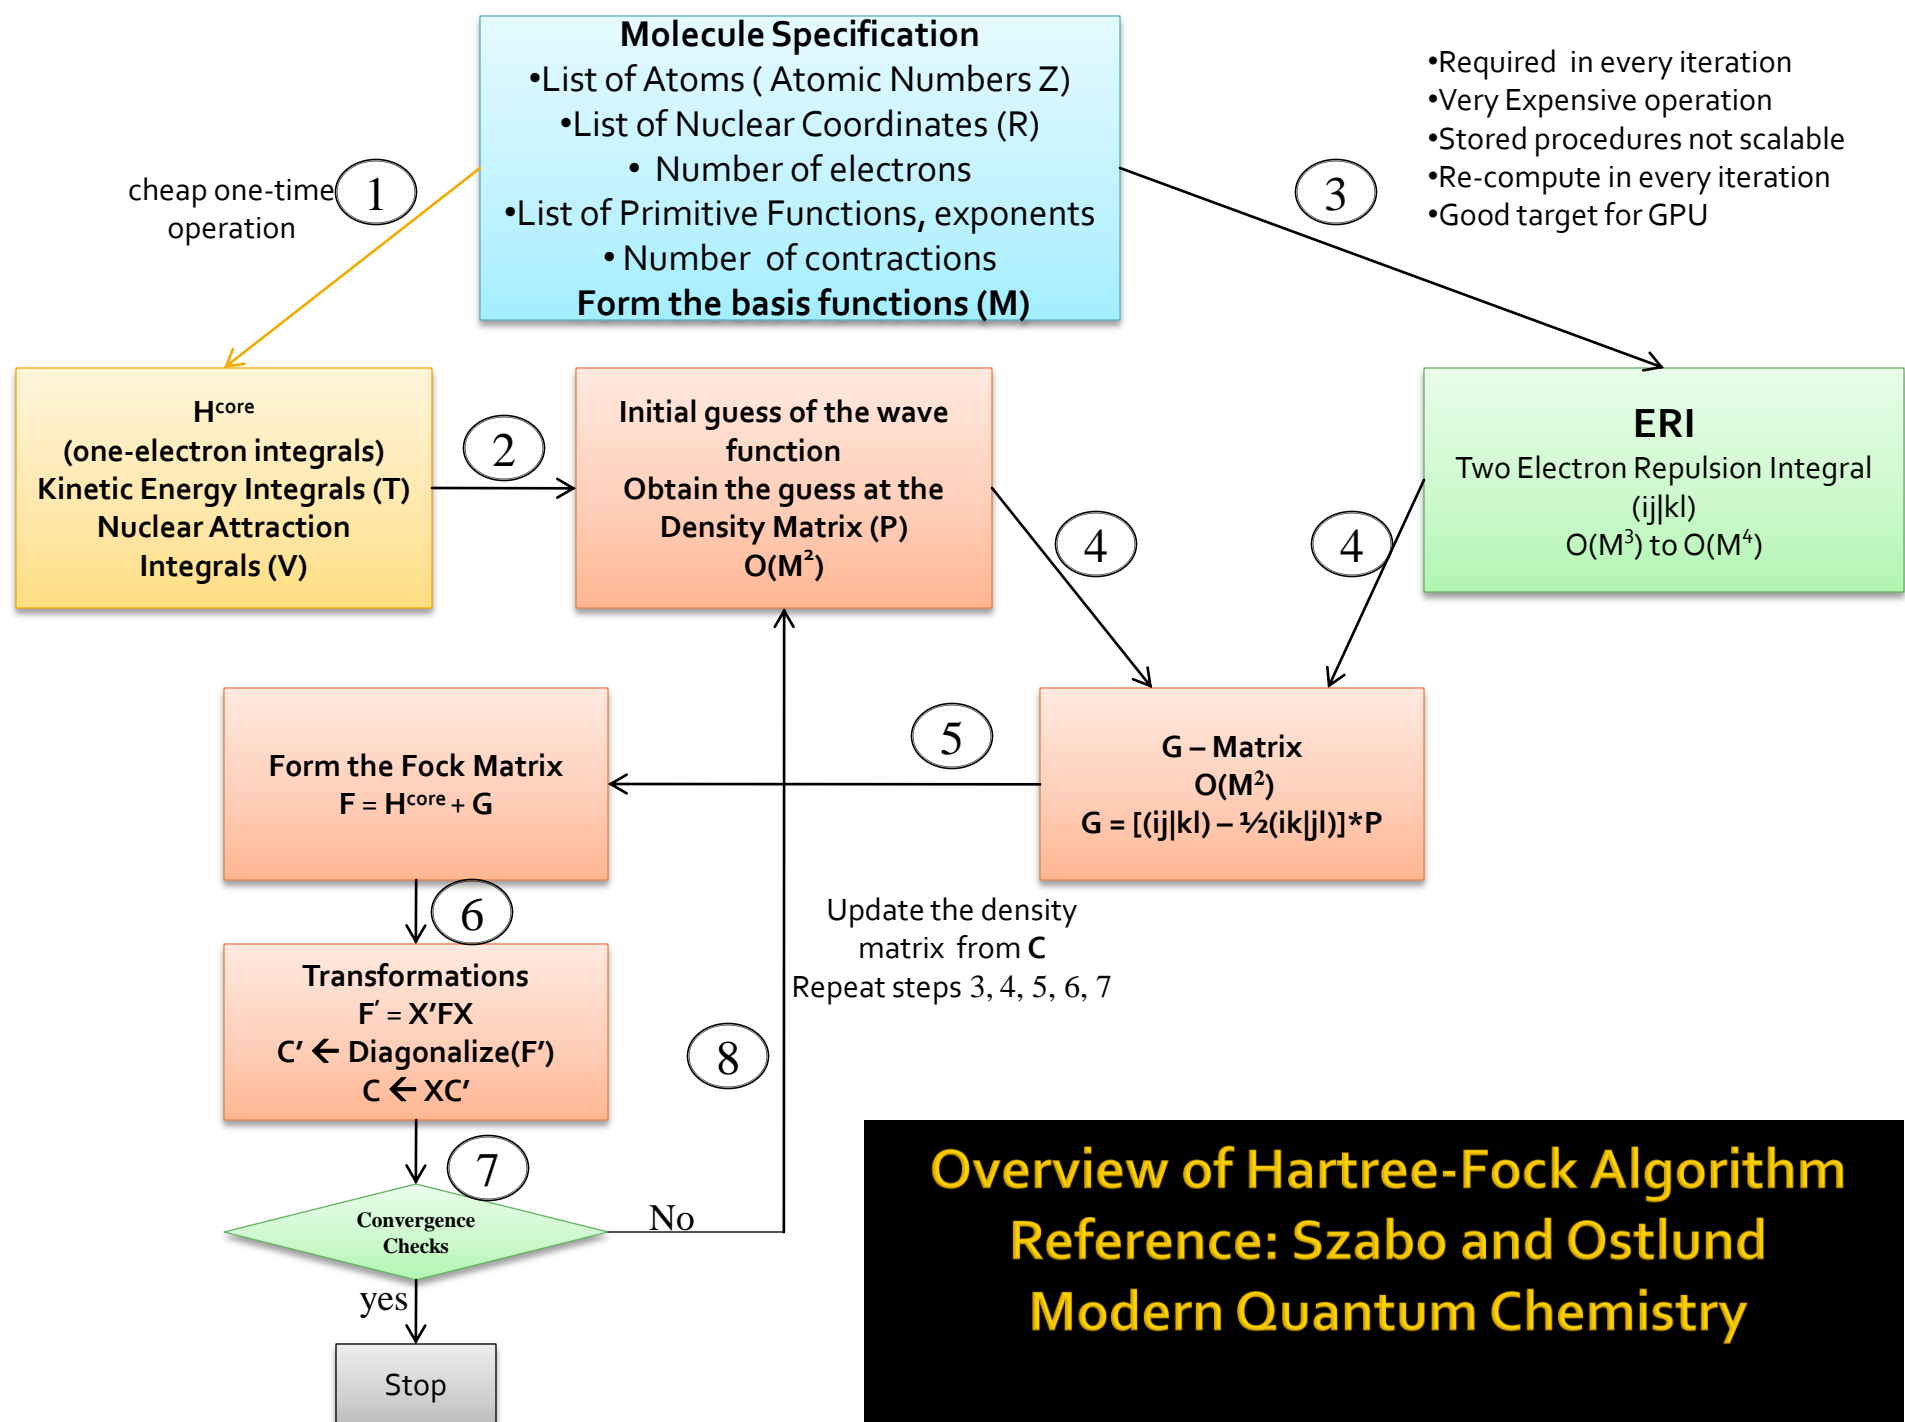 Molecule Specification
•List of Atoms ( Atomic Numbers Z)
•List of Nuclear Coordinates (R)
• Number of electrons
•List of Primitive Functions, exponents
• Number of contractions
Form the basis functions (M)
•Required in every iteration
•Very Expensive operation
•Stored procedures not scalable
•Re-compute in every iteration
•Good target for GPU
cheap one-time
operation
1
3
H^core
(one-electron integrals)
Kinetic Energy Integrals (T)
Nuclear Attraction
Integrals (V)
2
Initial guess of the wave
function
Obtain the guess at the
Density Matrix (P)
O(M²)
4
4
ERI
Two Electron Repulsion Integral
(ij|kl)
O(M³) to O(M⁴)
Form the Fock Matrix
F = H^core + G
5
G – Matrix
O(M²)
G = [(ij|kl) – ½(ik|jl)]*P
6
Update the density
matrix from C
Repeat steps 3, 4, 5, 6, 7
Transformations
F' = X'FX
C' ← Diagonalize(F')
C ← XC'
8
7
Convergence
Checks
No
yes
Stop
Overview of Hartree-Fock Algorithm
Reference: Szabo and Ostlund
Modern Quantum Chemistry